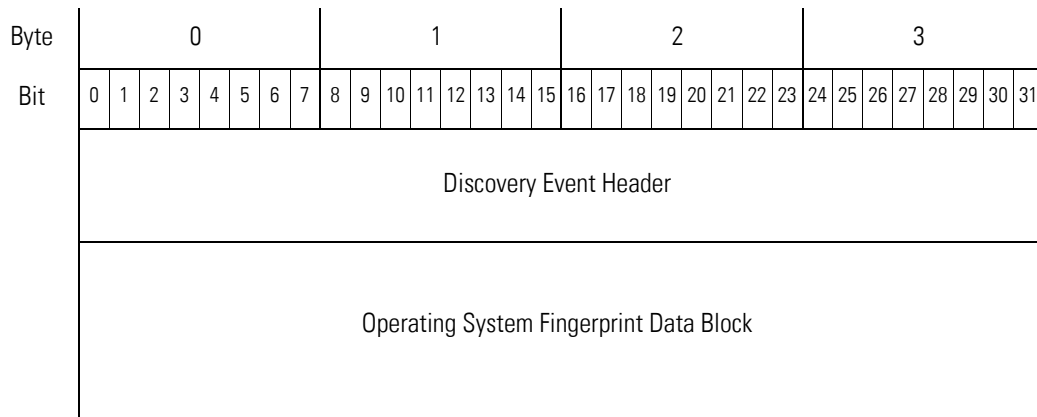 Byte 0 1 2 3
Bit 0 1 2 3 4 5 6 7 8 9 10 11 12 13 14 15 16 17 18 19 20 21 22 23 24 25 26 27 28 29 30 31
Discovery Event Header
Operating System Fingerprint Data Block